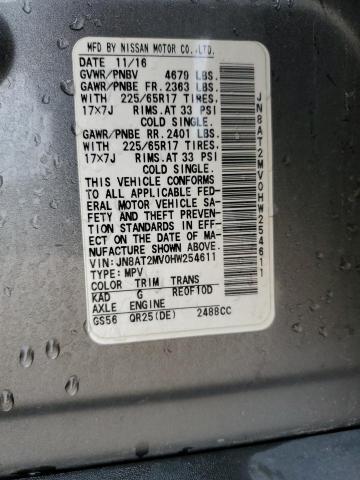 MFD BY NISSAN MOTOR CO.,LTD.
DATE 11/16
GVWR/PNBV 4679 LBS.
GAWR/PNBE FR. 2363 LBS.
WITH 225/65R17 TIRES,
17×7J RIMS.AT 33 PSI
COLD SINGLE.
GAWR/PNBE RR. 2401 LBS.
WITH 225/65R17 TIRES,
17×7J RIMS.AT 33 PSI
COLD SINGLE.
THIS VEHICLE CONFORMS
TO ALL APPLICABLE FED-
ERAL MOTOR VEHICLE SA-
FETY AND THEFT PREVEN-
TION STANDARDS IN EFF-
ECT ON THE DATE OF MA-
NUFACTURE SHOWN ABOVE.
VIN: JN8AT2MV0HW254611
TYPE: MPV
COLOR TRIM TRANS
KAD G RE0F10D
AXLE ENGINE
GS56 QR25(DE) 2488CC
JN8AT2MV0HW254611